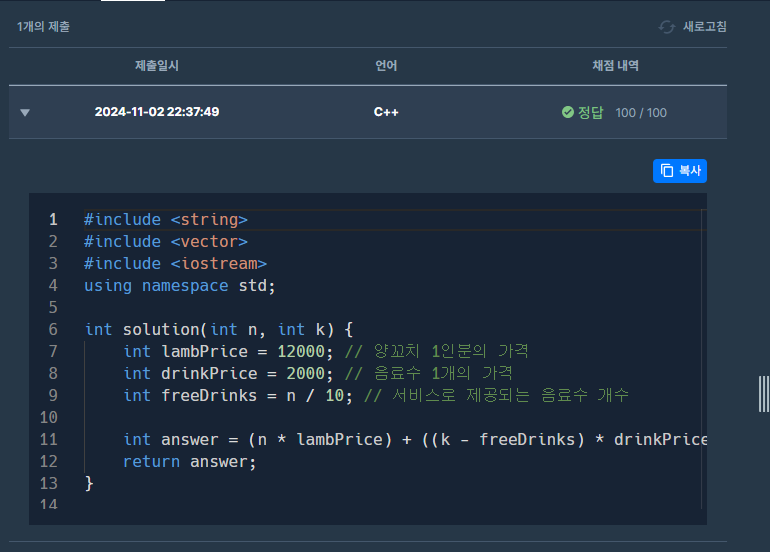 1개의 제출 새로고침
제출일시 언어 채점 내역
2024-11-02 22:37:49 C++ 정답 100 / 100
복사
1 #include <string>
2 #include <vector>
3 #include <iostream>
4 using namespace std;
5
6 int solution(int n, int k) {
7 int lambPrice = 12000; // 양꼬치 1인분의 가격
8 int drinkPrice = 2000; // 음료수 1개의 가격
9 int freeDrinks = n / 10; // 서비스로 제공되는 음료수 개수
10
11 int answer = (n * lambPrice) + ((k - freeDrinks) * drinkPrice
12 return answer;
13 }
14